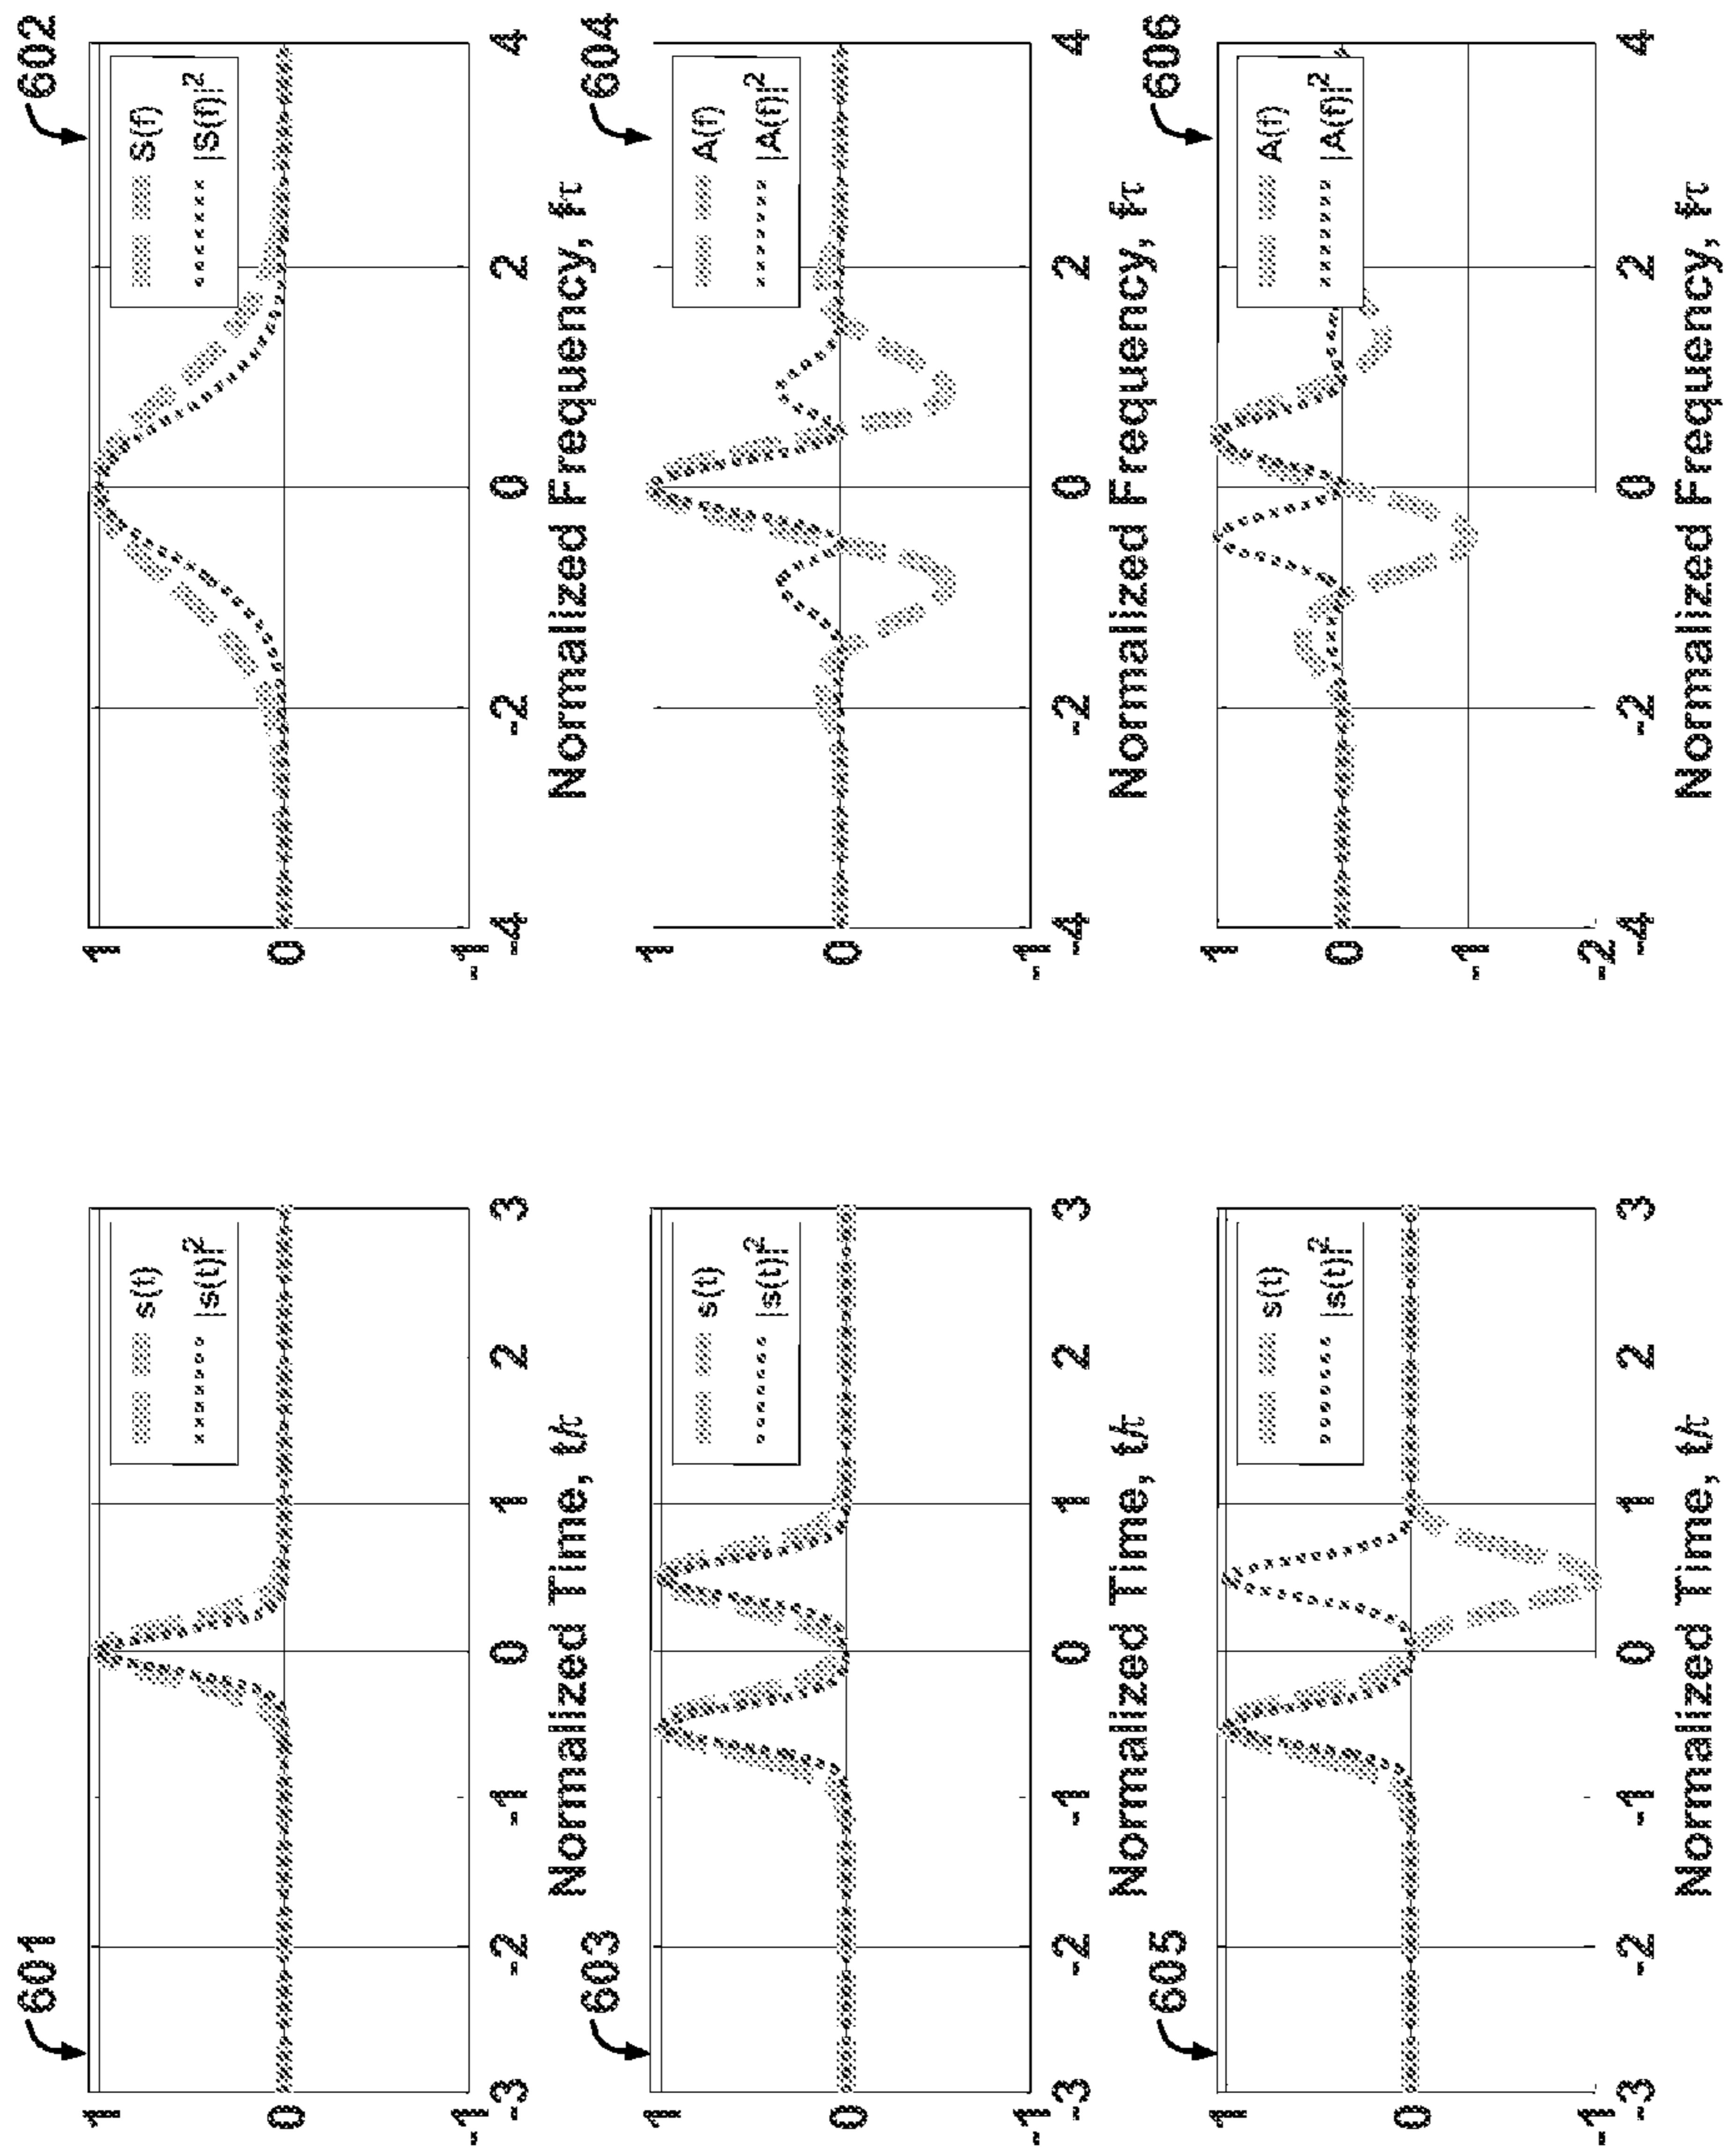 601
1
0
-1
s(t)
|s(t)|²
-3 -2 -1 0 1 2 3
Normalized Time, t/τ
602
1
0
-1
S(f)
|S(f)|²
-4 -2 0 2 4
Normalized Frequency, fτ
603
1
0
-1
s(t)
|s(t)|²
-3 -2 -1 0 1 2 3
Normalized Time, t/τ
604
1
0
-1
A(f)
|A(f)|²
-4 -2 0 2 4
Normalized Frequency, fτ
605
1
0
-1
s(t)
|s(t)|²
-3 -2 -1 0 1 2 3
Normalized Time, t/τ
606
1
0
-1
-2
A(f)
|A(f)|²
-4 -2 0 2 4
Normalized Frequency, fτ